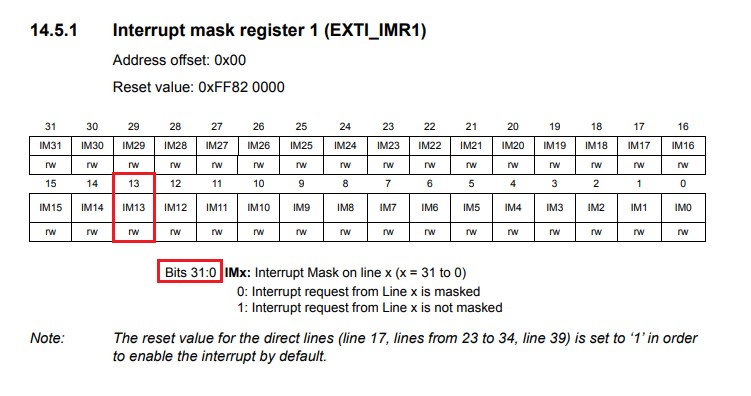 14.5.1 Interrupt mask register 1 (EXTI_IMR1)
Address offset: 0x00
Reset value: 0xFF82 0000
31 30 29 28 27 26 25 24 23 22 21 20 19 18 17 16
IM31 IM30 IM29 IM28 IM27 IM26 IM25 IM24 IM23 IM22 IM21 IM20 IM19 IM18 IM17 IM16
rw rw rw rw rw rw rw rw rw rw rw rw rw rw rw rw
15 14 13 12 11 10 9 8 7 6 5 4 3 2 1 0
IM15 IM14 IM13 IM12 IM11 IM10 IM9 IM8 IM7 IM6 IM5 IM4 IM3 IM2 IM1 IM0
rw rw rw rw rw rw rw rw rw rw rw rw rw rw rw rw
Bits 31:0 IMx: Interrupt Mask on line x (x = 31 to 0)
0: Interrupt request from Line x is masked
1: Interrupt request from Line x is not masked
Note: The reset value for the direct lines (line 17, lines from 23 to 34, line 39) is set to ‘1’ in order
to enable the interrupt by default.